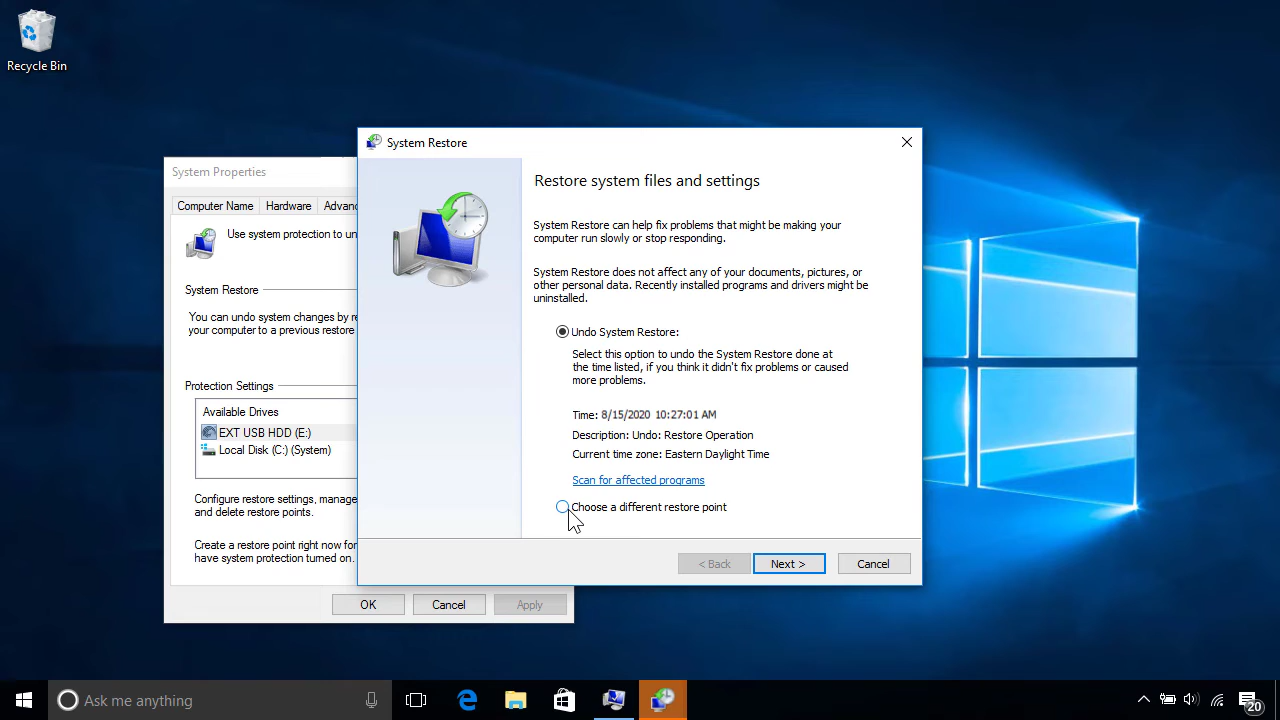 Recycle Bin
System Properties
Computer Name
Hardware
Advanc
Use system protection to un
System Restore
You can undo system changes by re
your computer to a previous restore
Protection Settings
Available Drives
EXT USB HDD (E:)
Local Disk (C:) (System)
Configure restore settings, manage
and delete restore points.
Create a restore point right now for
have system protection turned on.
OK
Cancel
Apply
System Restore
Restore system files and settings
System Restore can help fix problems that might be making your
computer run slowly or stop responding.
System Restore does not affect any of your documents, pictures, or
other personal data. Recently installed programs and drivers might be
uninstalled.
Undo System Restore:
Select this option to undo the System Restore done at
the time listed, if you think it didn't fix problems or caused
more problems.
Time: 8/15/2020 10:27:01 AM
Description: Undo: Restore Operation
Current time zone: Eastern Daylight Time
Scan for affected programs
Choose a different restore point
< Back
Next >
Cancel
Ask me anything
20